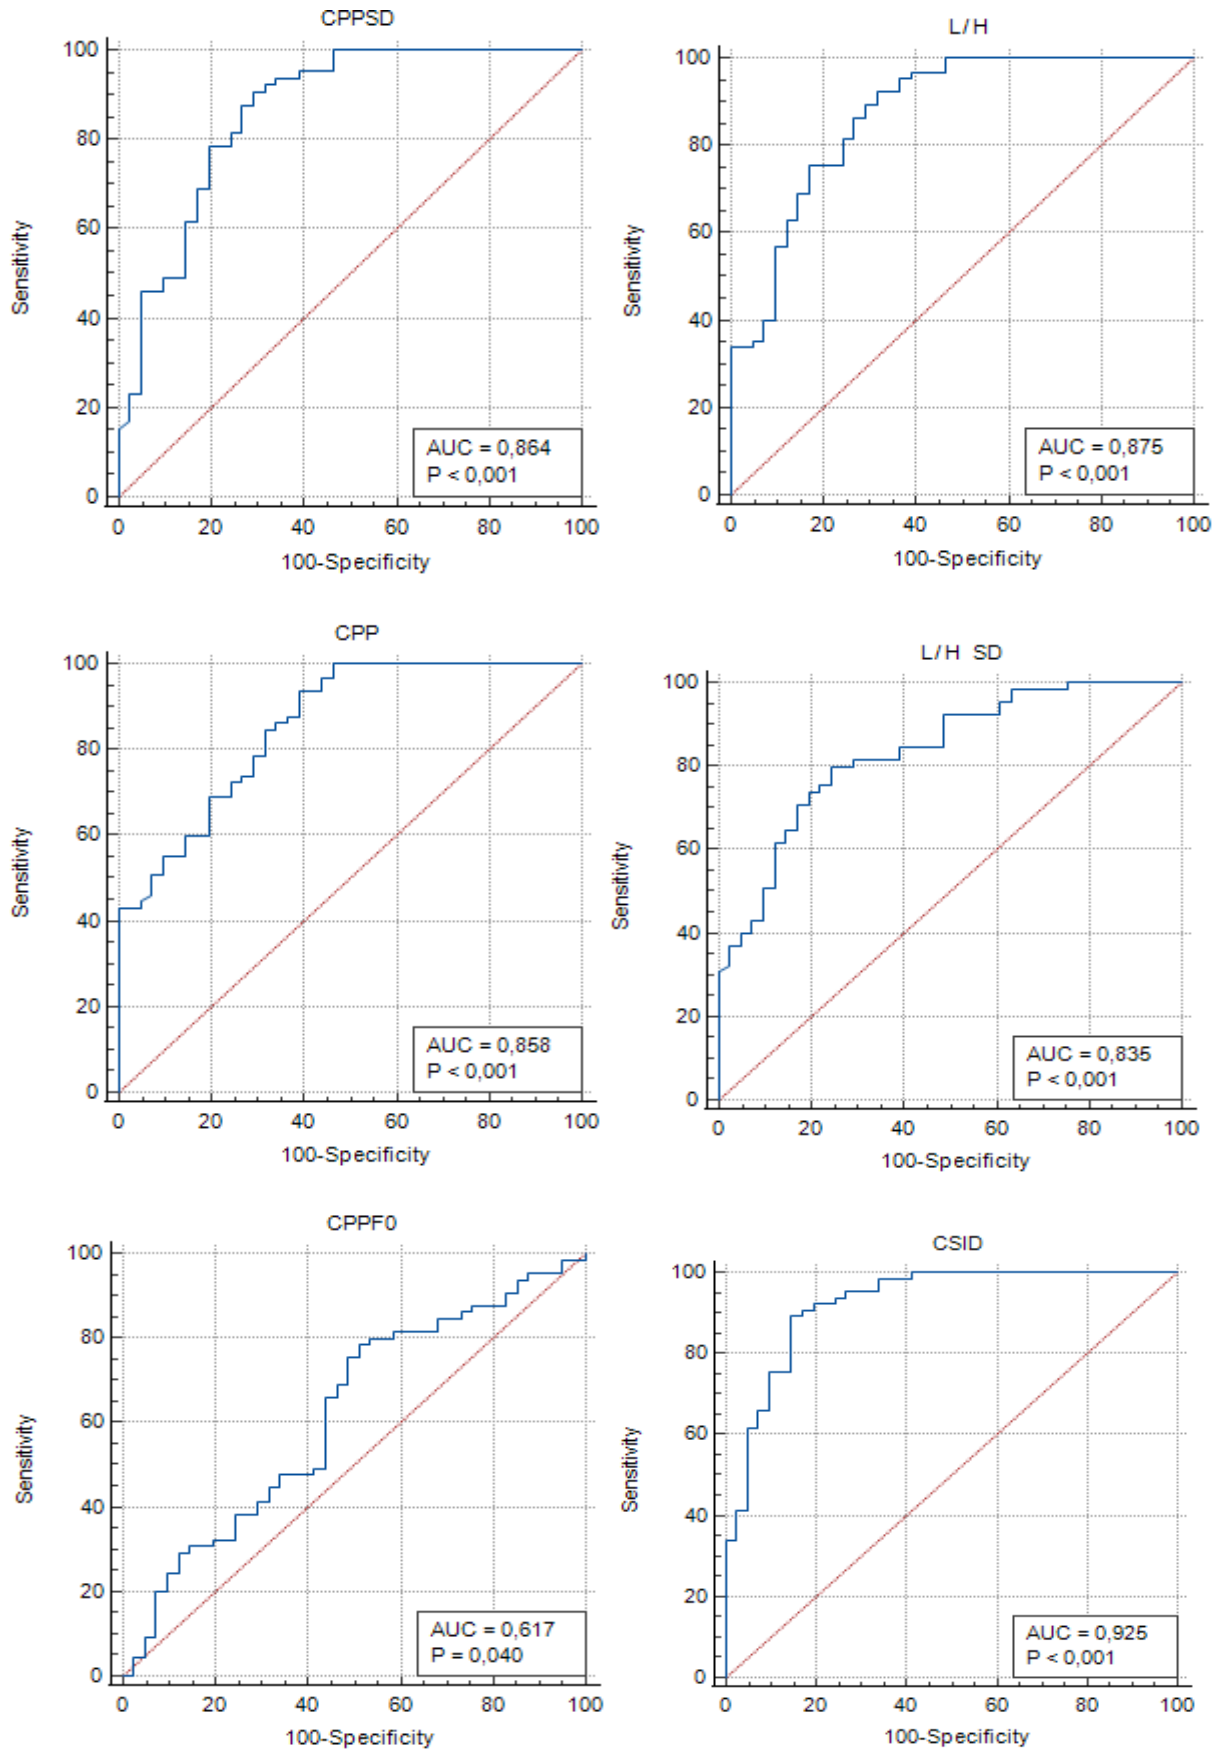 CPPSD
100
80
60
40
20
0
Sensitivity
AUC = 0,864
P < 0,001
0 20 40 60 80 100
100-Specificity
L/H
100
80
60
40
20
0
Sensitivity
AUC = 0,875
P < 0,001
0 20 40 60 80 100
100-Specificity
CPP
100
80
60
40
20
0
Sensitivity
AUC = 0,858
P < 0,001
0 20 40 60 80 100
100-Specificity
L/H SD
100
80
60
40
20
0
Sensitivity
AUC = 0,835
P < 0,001
0 20 40 60 80 100
100-Specificity
CPPF0
100
80
60
40
20
0
Sensitivity
AUC = 0,617
P = 0,040
0 20 40 60 80 100
100-Specificity
CSID
100
80
60
40
20
0
Sensitivity
AUC = 0,925
P < 0,001
0 20 40 60 80 100
100-Specificity